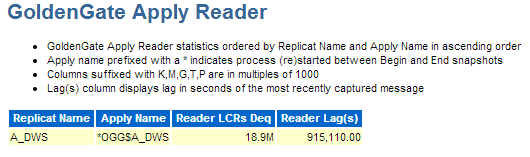 GoldenGate Apply Reader
GoldenGate Apply Reader statistics ordered by Replicat Name and Apply Name in ascending order
Apply name prefixed with a * indicates process (re)started between Begin and End snapshots
Columns suffixed with K,M,G,T,P are in multiples of 1000
Lag(s) column displays lag in seconds of the most recently captured message
Replicat Name Apply Name Reader LCRs Deq Reader Lag(s)
A_DWS *OGG$A_DWS 18.9M 915,110.00